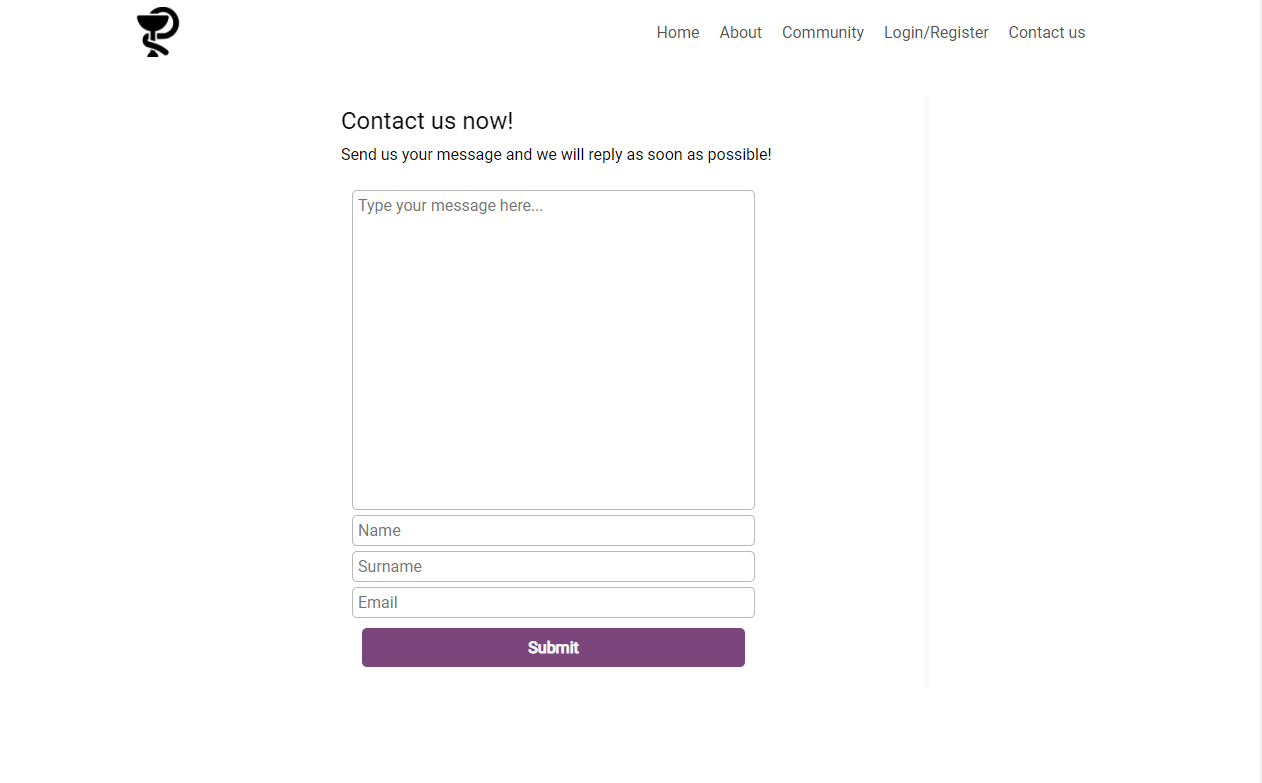 Home About Community Login/Register Contact us
Contact us now!
Send us your message and we will reply as soon as possible!
Type your message here...
Name
Surname
Email
Submit